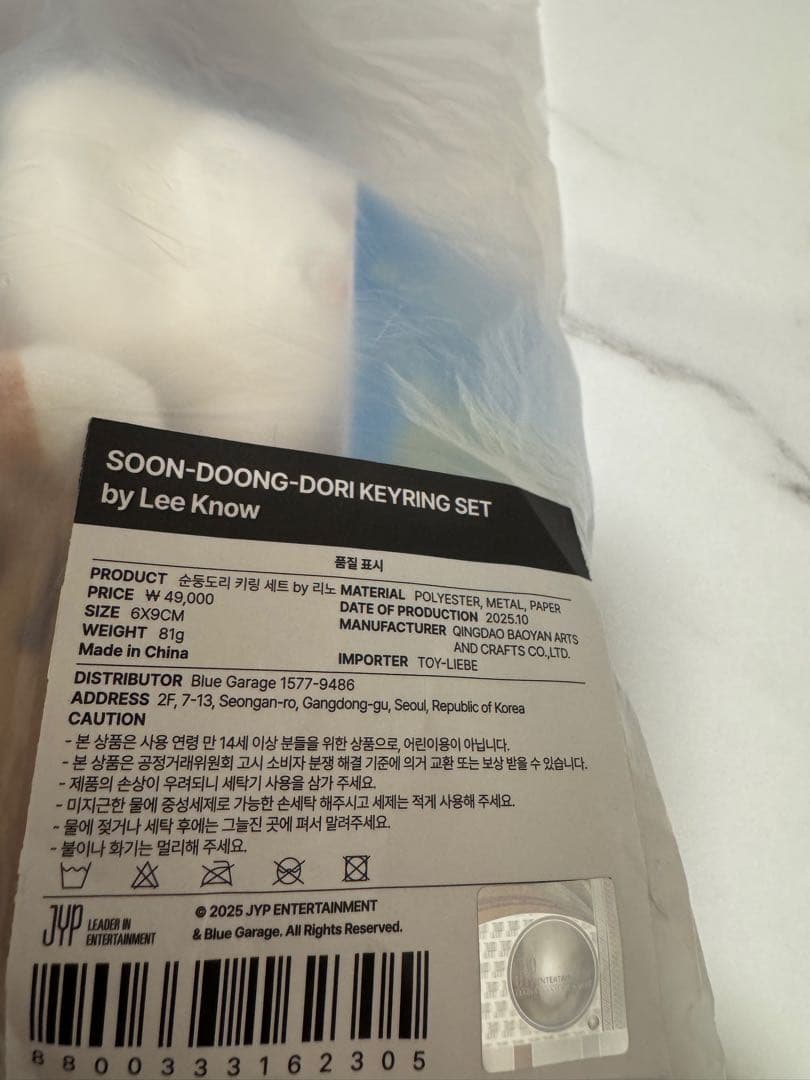 SOON-DOONG-DORI KEYRING SET
by Lee Know
품질 표시
PRODUCT 순둥도리 키링 세트 by 리노
PRICE ₩ 49,000
SIZE 6X9CM
WEIGHT 81g
Made in China
MATERIAL POLYESTER, METAL, PAPER
DATE OF PRODUCTION 2025.10
MANUFACTURER QINGDAO BAOYAN ARTS
AND CRAFTS CO.,LTD.
IMPORTER TOY-LIEBE
DISTRIBUTOR Blue Garage 1577-9486
ADDRESS 2F, 7-13, Seongan-ro, Gangdong-gu, Seoul, Republic of Korea
CAUTION
- 본 상품은 사용 연령 만 14세 이상 분들을 위한 상품으로, 어린이용이 아닙니다.
- 본 상품은 공정거래위원회 고시 소비자 분쟁 해결 기준에 의거 교환 또는 보상 받을 수 있습니다.
- 제품의 손상이 우려되니 세탁기 사용을 삼가 주세요.
- 미지근한 물에 중성세제로 가능한 손세탁 해주시고 세제는 적게 사용해 주세요.
- 물에 젖거나 세탁 후에는 그늘진 곳에 펴서 말려주세요.
- 불이나 화기는 멀리해 주세요.
JYP LEADER IN
ENTERTAINMENT
© 2025 JYP ENTERTAINMENT
& Blue Garage. All Rights Reserved.
8800333162305